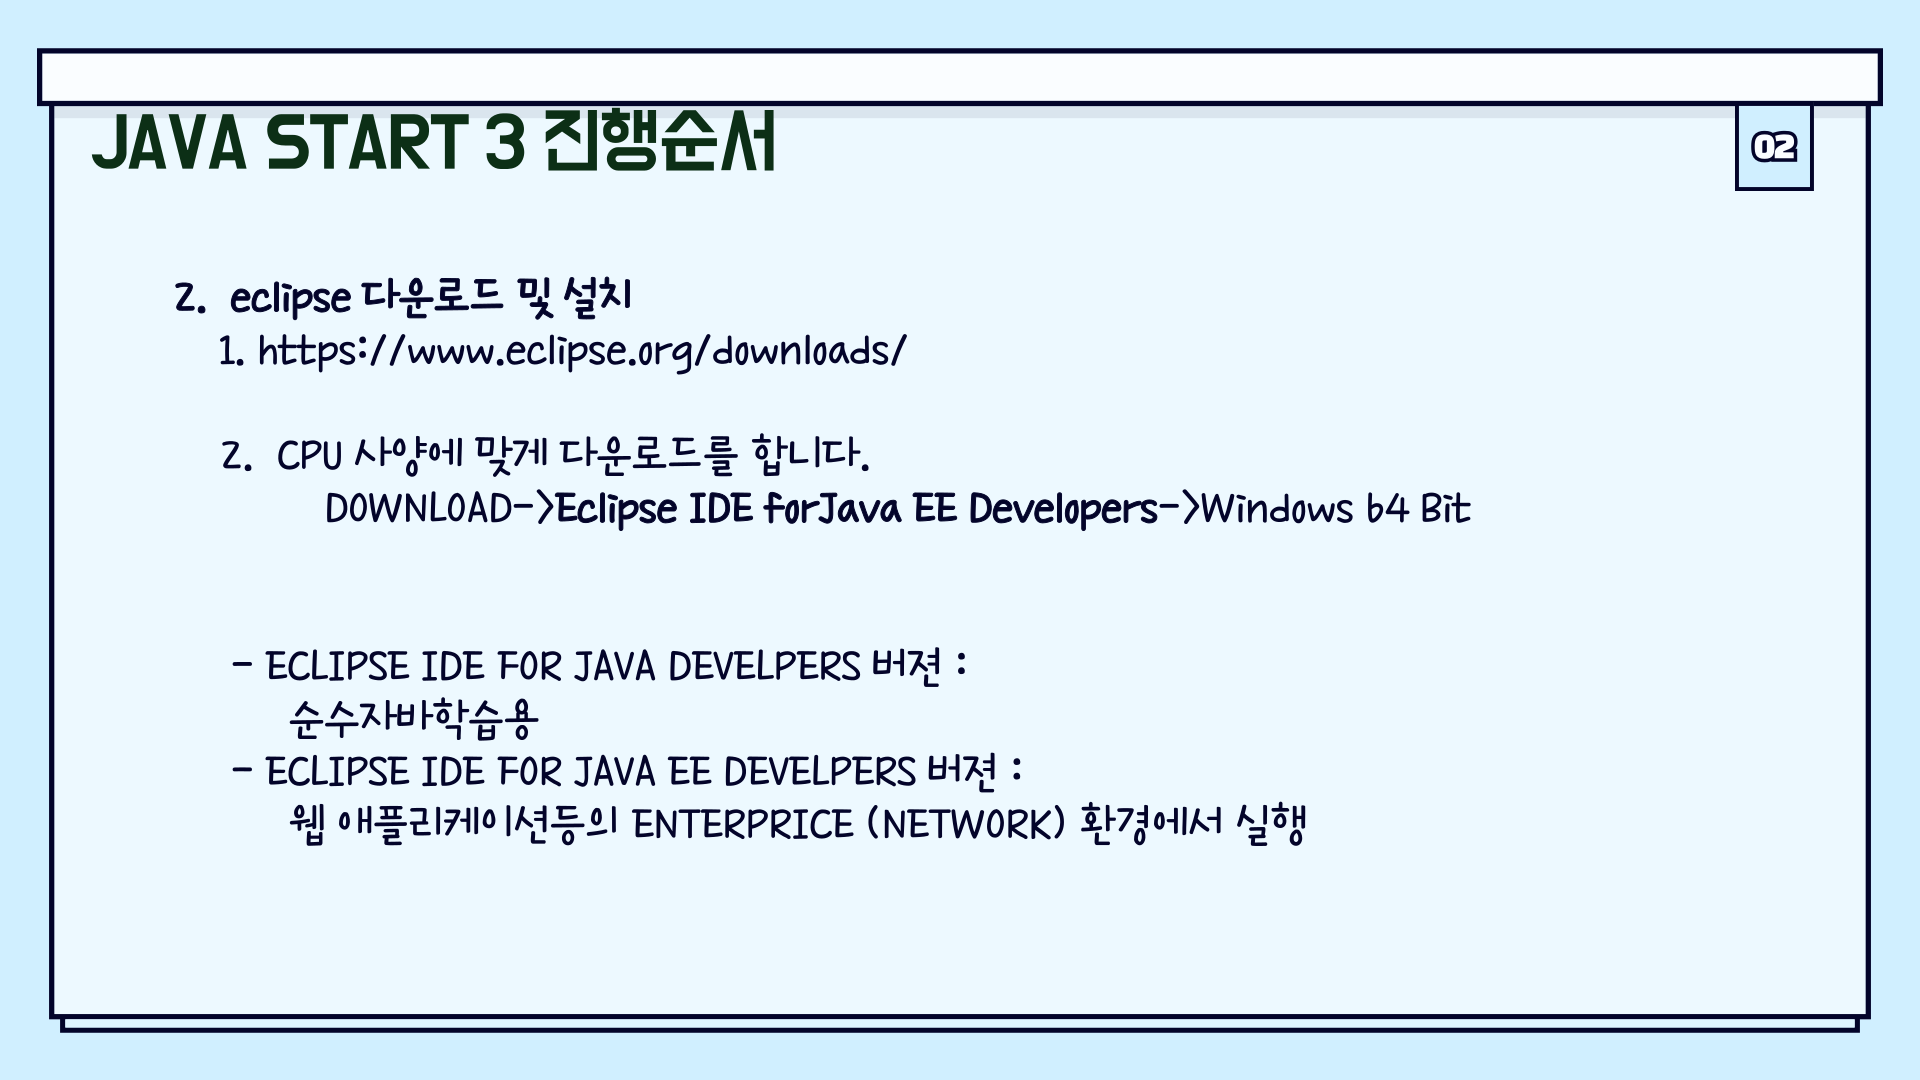 JAVA START 3 진행순서
02
2. eclipse 다운로드 및 설치
1. https://www.eclipse.org/downloads/
2. CPU 사양에 맞게 다운로드를 합니다.
DOWNLOAD->Eclipse IDE forJava EE Developers->Windows 64 Bit
- ECLIPSE IDE FOR JAVA DEVELPERS 버젼 :
순수자바학습용
- ECLIPSE IDE FOR JAVA EE DEVELPERS 버젼 :
웹 애플리케이션등의 ENTERPRICE (NETWORK) 환경에서 실행